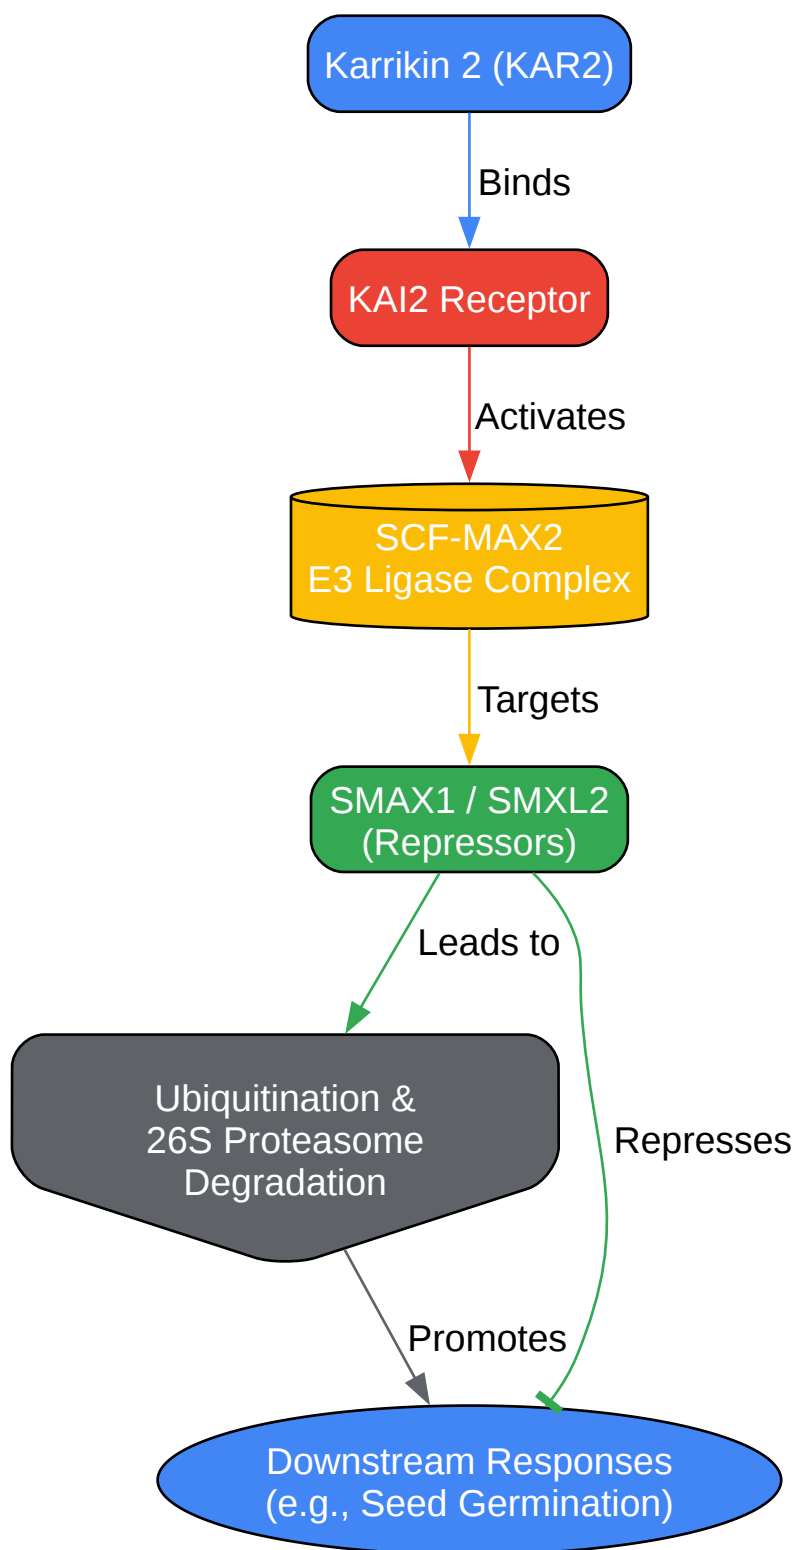 Karrikin 2 (KAR2)
Binds
KAI2 Receptor
Activates
SCF-MAX2
E3 Ligase Complex
Targets
SMAX1 / SMXL2
(Repressors)
Leads to
Ubiquitination &
26S Proteasome
Degradation
Represses
Promotes
Downstream Responses
(e.g., Seed Germination)